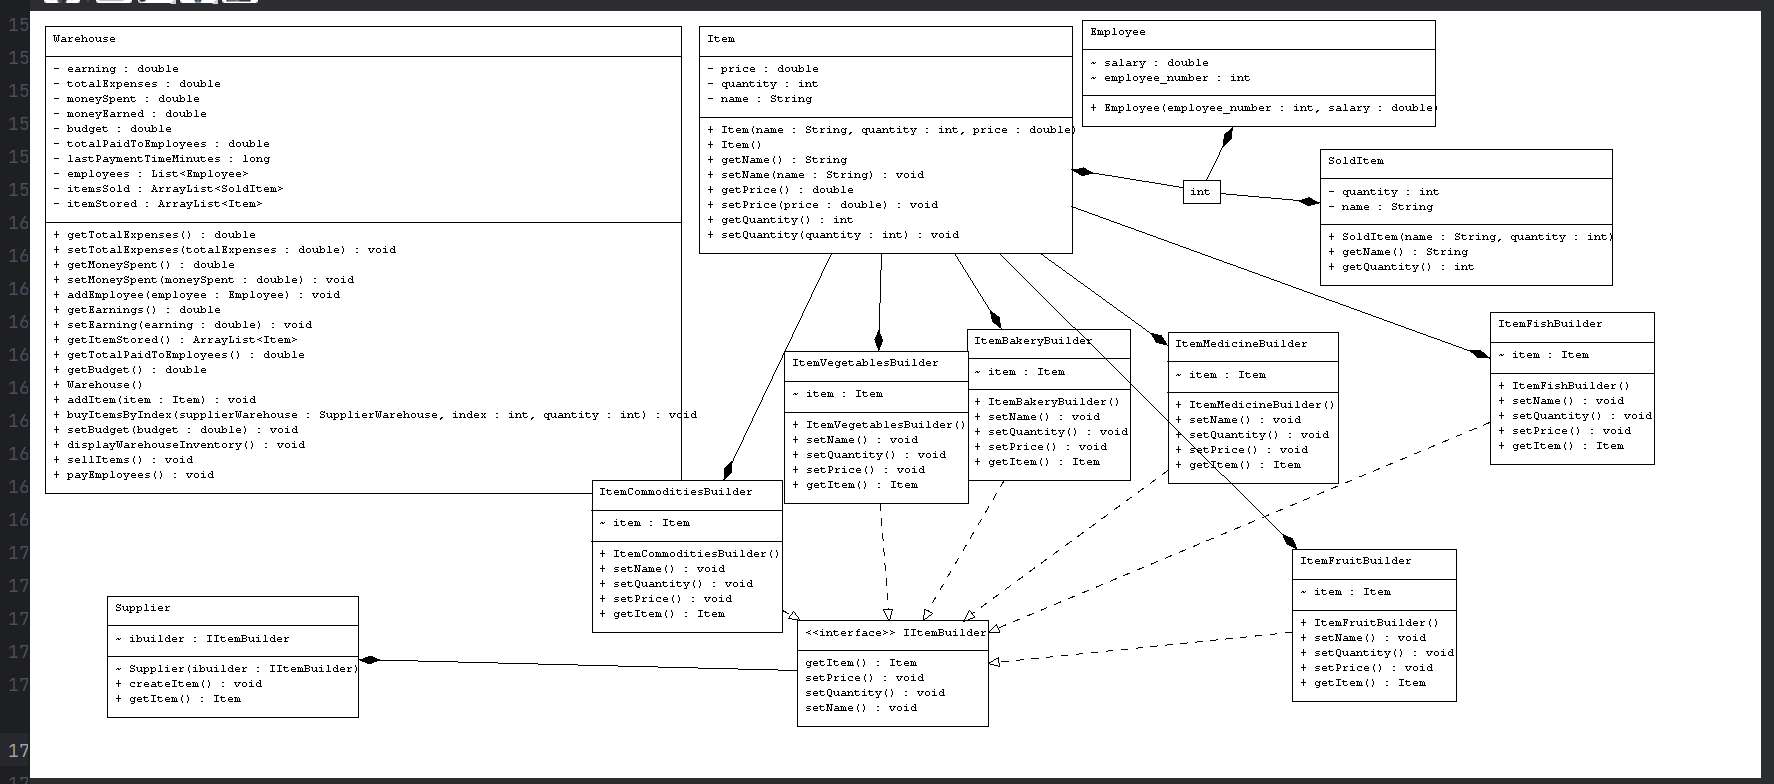 Warehouse
- earning : double
- totalExpenses : double
- moneySpent : double
- moneyEarned : double
- budget : double
- totalPaidToEmployees : double
- lastPaymentTimeMinutes : long
- employees : List<Employee>
- itemsSold : ArrayList<SoldItem>
- itemStored : ArrayList<Item>
+ getTotalExpenses() : double
+ setTotalExpenses(totalExpenses : double) : void
+ getMoneySpent() : double
+ setMoneySpent(moneySpent : double) : void
+ addEmployee(employee : Employee) : void
+ getEarnings() : double
+ setEarning(earning : double) : void
+ getItemStored() : ArrayList<Item>
+ getTotalPaidToEmployees() : double
+ getBudget() : double
+ Warehouse()
+ addItem(item : Item) : void
+ buyItemsByIndex(supplierWarehouse : SupplierWarehouse, index : int, quantity : int) : void
+ setBudget(budget : double) : void
+ displayWarehouseInventory() : void
+ sellItems() : void
+ payEmployees() : void
Item
- price : double
- quantity : int
- name : String
+ Item(name : String, quantity : int, price : double)
+ Item()
+ getName() : String
+ setName(name : String) : void
+ getPrice() : double
+ setPrice(price : double) : void
+ getQuantity() : int
+ setQuantity(quantity : int) : void
Employee
~ salary : double
~ employee_number : int
+ Employee(employee_number : int, salary : double)
int
SoldItem
- quantity : int
- name : String
+ SoldItem(name : String, quantity : int)
+ getName() : String
+ getQuantity() : int
ItemVegetablesBuilder
~ item : Item
+ ItemVegetablesBuilder()
+ setName() : void
+ setQuantity() : void
+ setPrice() : void
+ getItem() : Item
ItemBakeryBuilder
~ item : Item
+ ItemBakeryBuilder()
+ setName() : void
+ setQuantity() : void
+ setPrice() : void
+ getItem() : Item
ItemMedicineBuilder
~ item : Item
+ ItemMedicineBuilder()
+ setName() : void
+ setQuantity() : void
+ setPrice() : void
+ getItem() : Item
ItemFishBuilder
~ item : Item
+ ItemFishBuilder()
+ setName() : void
+ setQuantity() : void
+ setPrice() : void
+ getItem() : Item
ItemCommoditiesBuilder
~ item : Item
+ ItemCommoditiesBuilder()
+ setName() : void
+ setQuantity() : void
+ setPrice() : void
+ getItem() : Item
ItemFruitBuilder
~ item : Item
+ ItemFruitBuilder()
+ setName() : void
+ setQuantity() : void
+ setPrice() : void
+ getItem() : Item
Supplier
~ ibuilder : IItemBuilder
~ Supplier(ibuilder : IItemBuilder)
+ createItem() : void
+ getItem() : Item
<<interface>> IItemBuilder
getItem() : Item
setPrice() : void
setQuantity() : void
setName() : void